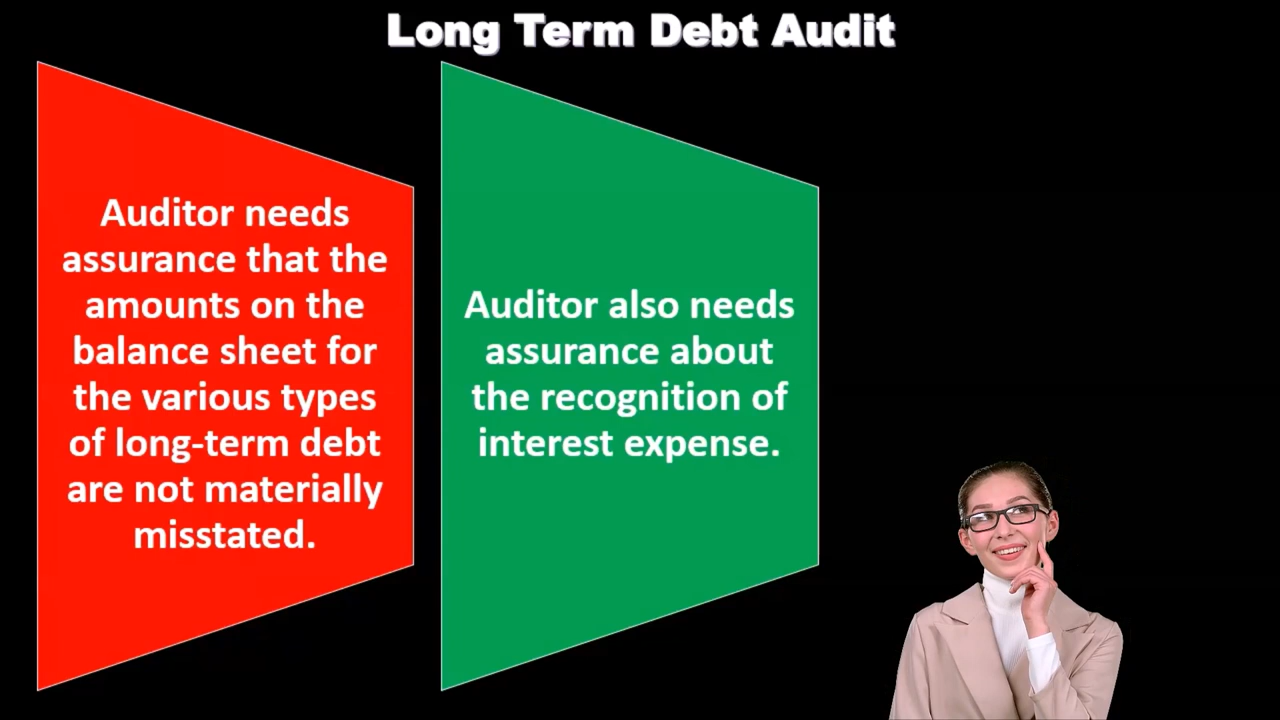 Long Term Debt Audit
Auditor needs
assurance that the
amounts on the
balance sheet for
the various types
of long-term debt
are not materially
misstated.
Auditor also needs
assurance about
the recognition of
interest expense.